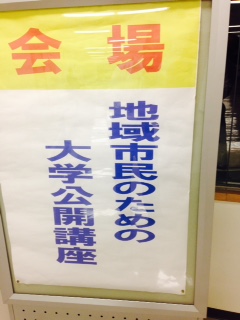 会場
地域市民のための
大学公開講座